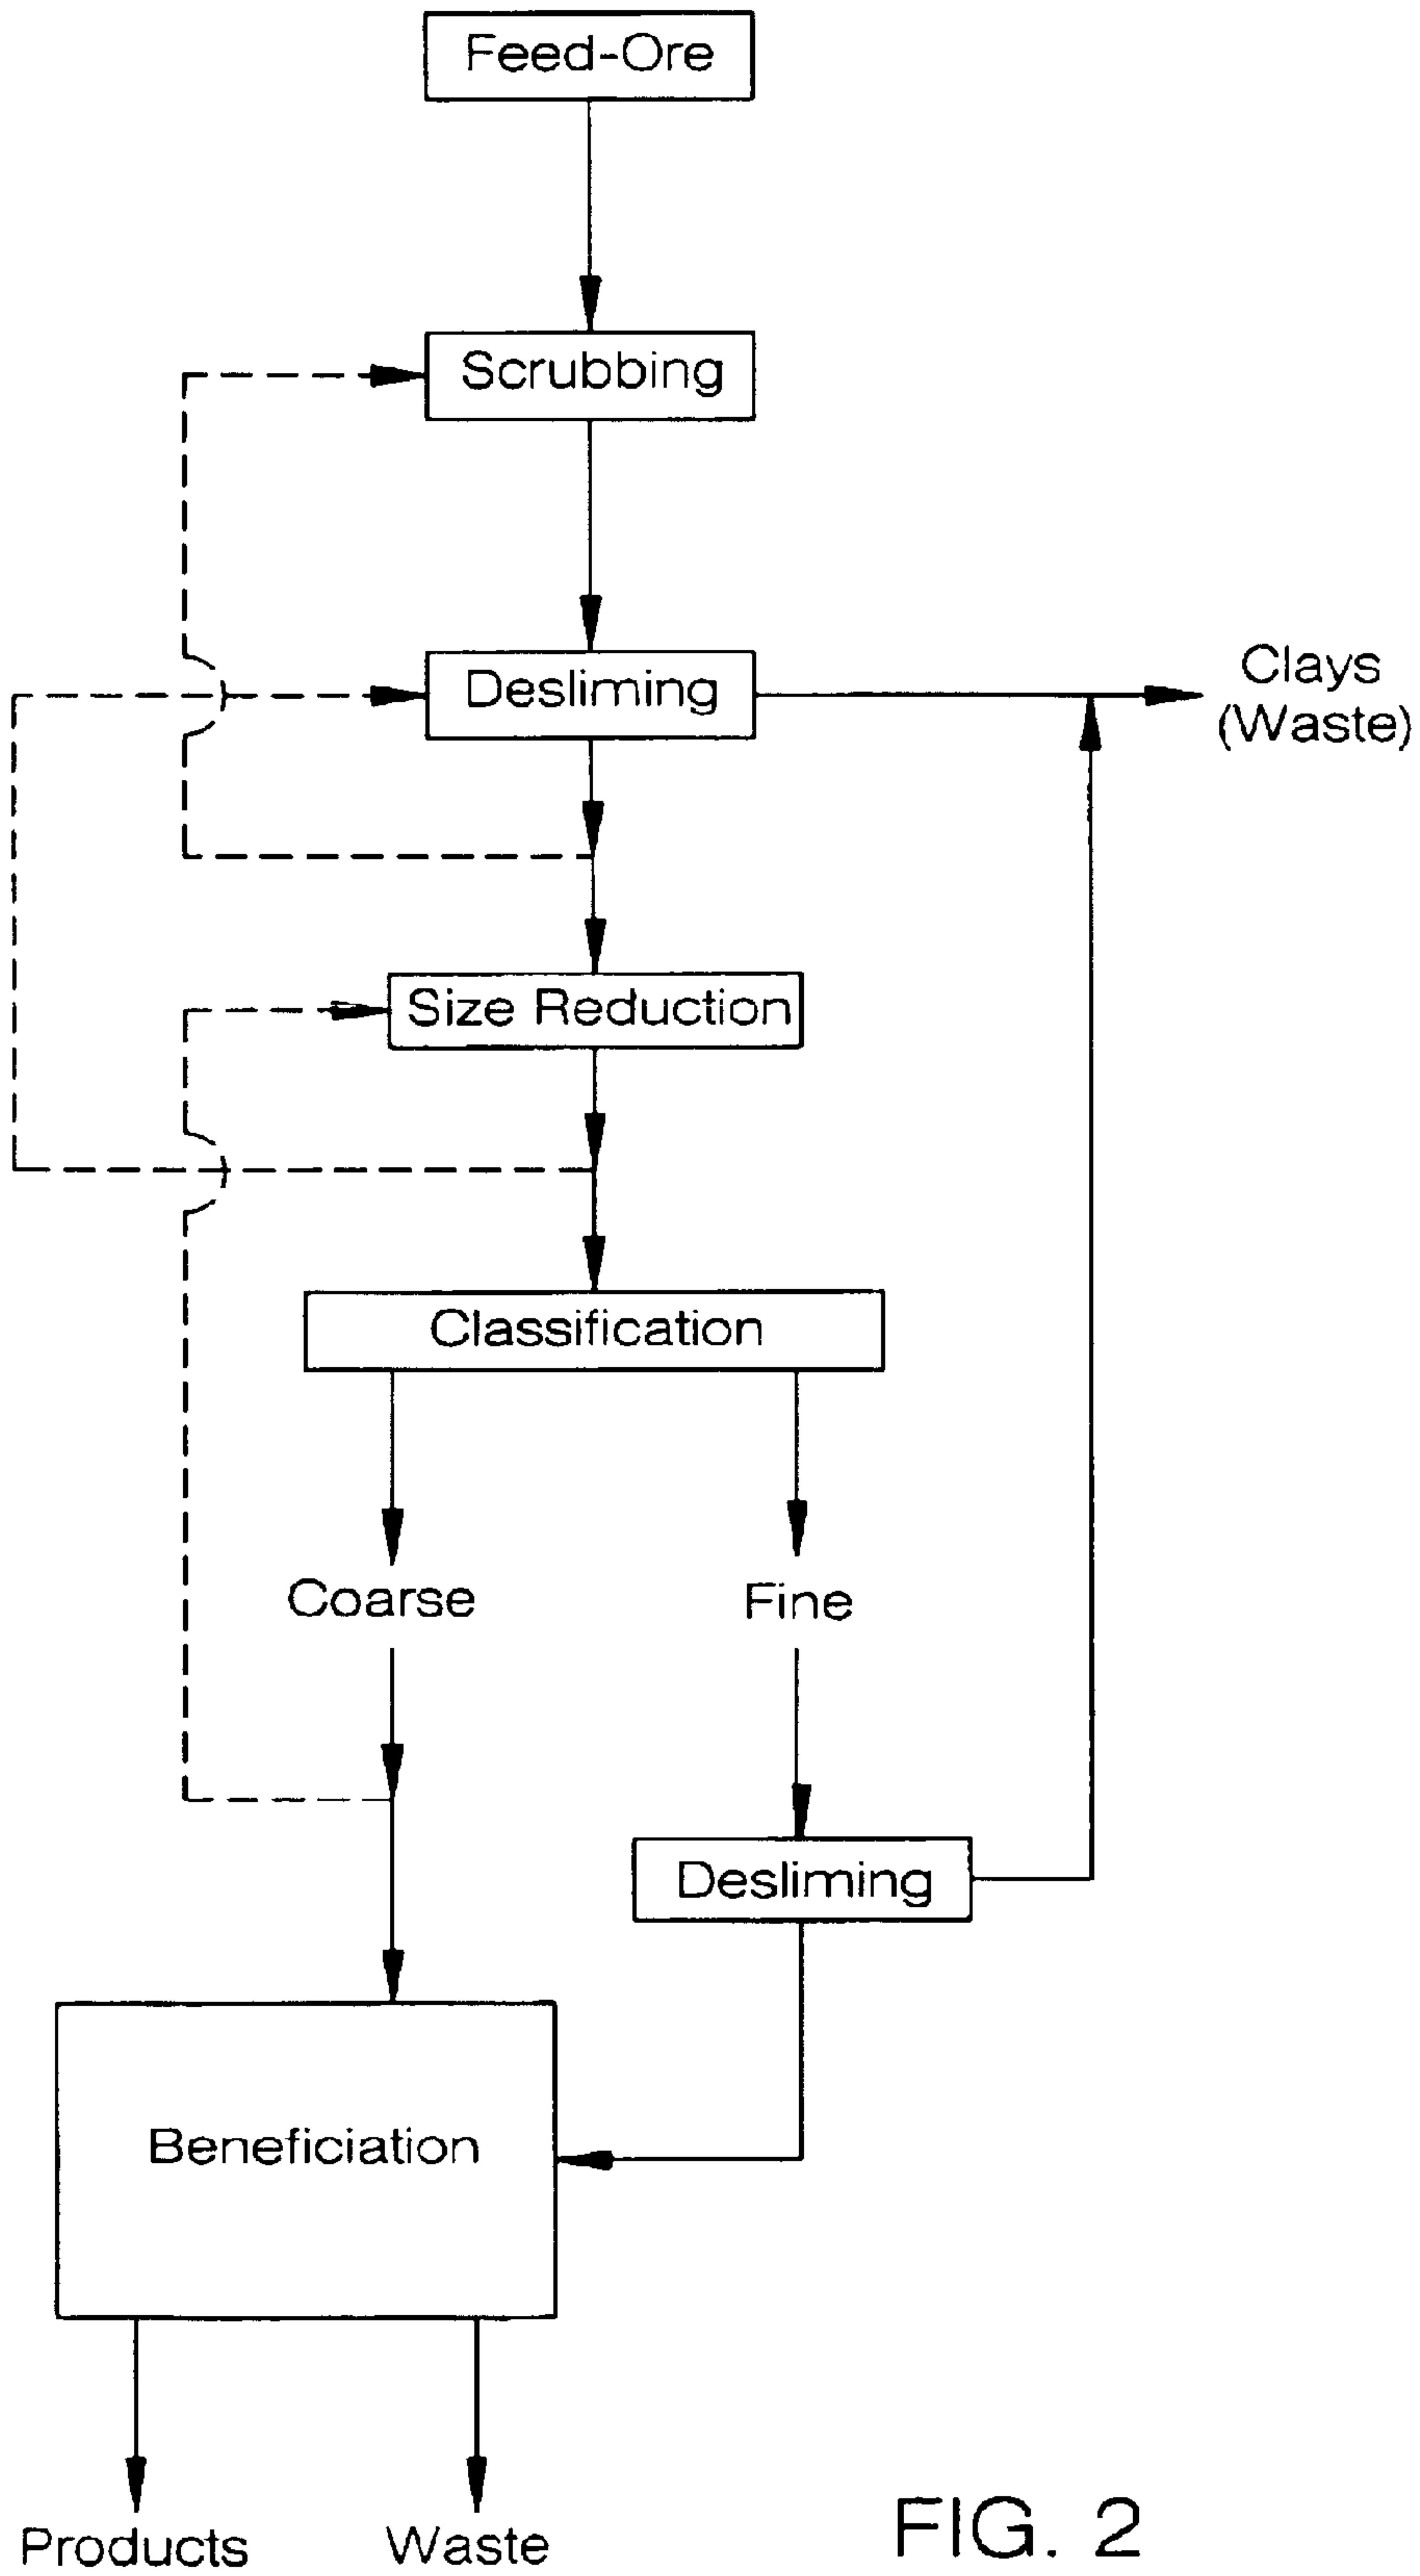 Feed-Ore
Scrubbing
Desliming
Clays
(Waste)
Size Reduction
Classification
Coarse
Fine
Desliming
Beneficiation
Products
Waste
FIG. 2